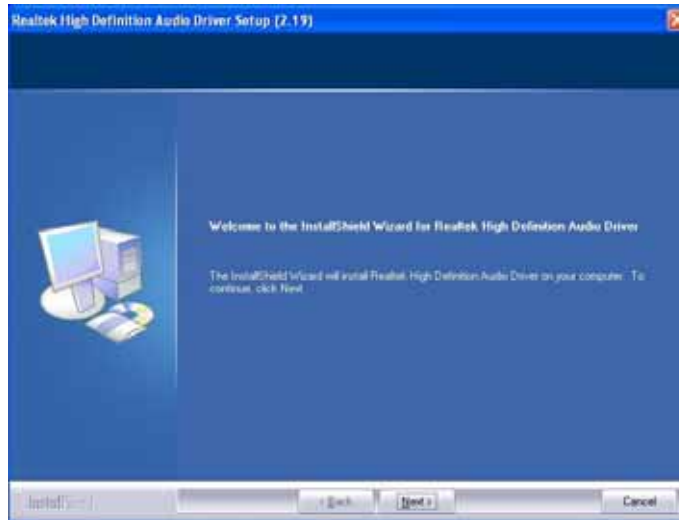 Realtek High Definition Audio Driver Setup (2.19)
Welcome to the InstallShield Wizard for Realtek High Definition Audio Driver
The InstallShield Wizard will install Realtek High Definition Audio Driver on your computer. To
continue, click Next
InstallShield
< Back
Next >
Cancel